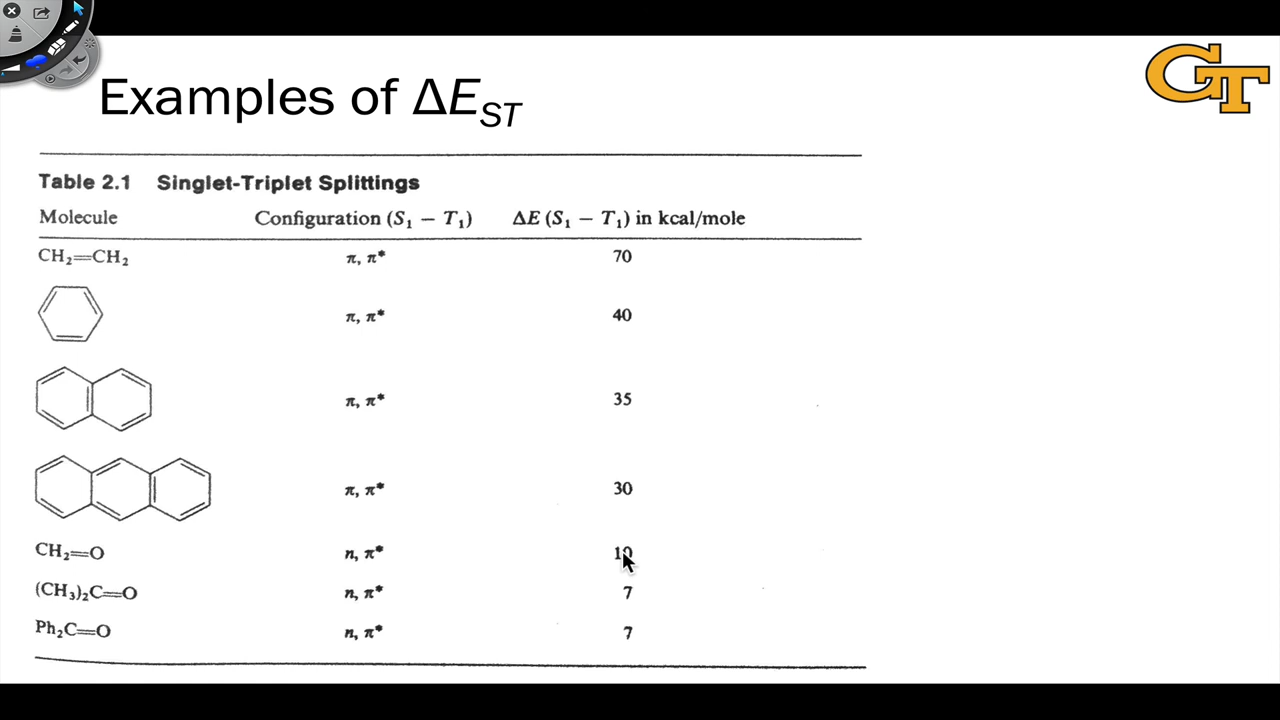 GT
Examples of ΔE_ST
Table 2.1 Singlet-Triplet Splittings
Molecule Configuration (S₁ − T₁) ΔE (S₁ − T₁) in kcal/mole
CH₂=CH₂ π, π* 70
π, π* 40
π, π* 35
π, π* 30
CH₂=O n, π* 10
(CH₃)₂C=O n, π* 7
Ph₂C=O n, π* 7